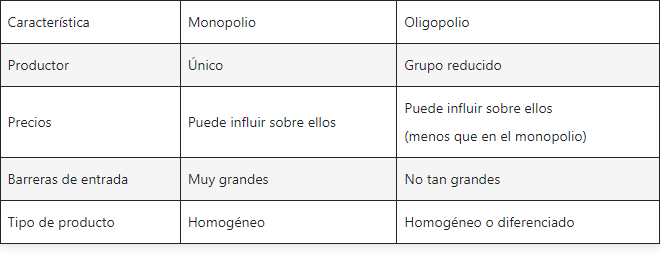 Característica Monopolio Oligopolio
Productor Único Grupo reducido
Precios Puede influir sobre ellos Puede influir sobre ellos
(menos que en el monopolio)
Barreras de entrada Muy grandes No tan grandes
Tipo de producto Homogéneo Homogéneo o diferenciado